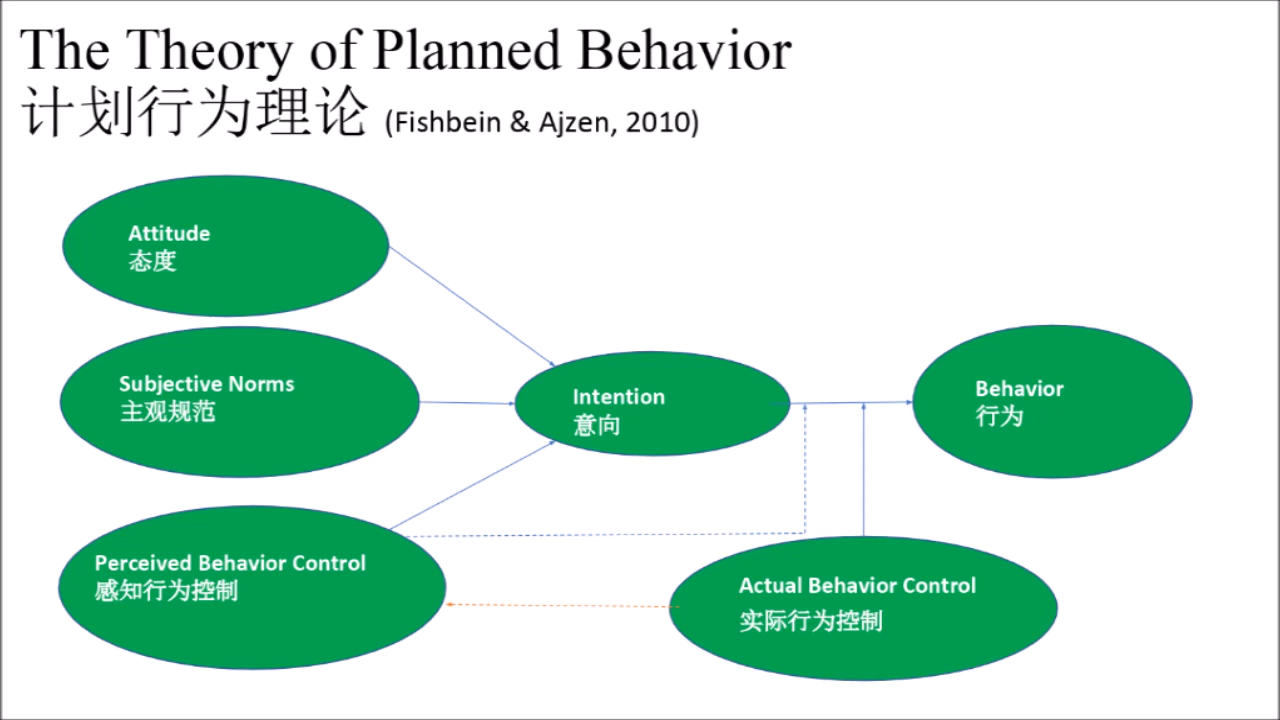 The Theory of Planned Behavior
计划行为理论 (Fishbein & Ajzen, 2010)
Attitude
态度
Subjective Norms
主观规范
Intention
意向
Behavior
行为
Perceived Behavior Control
感知行为控制
Actual Behavior Control
实际行为控制